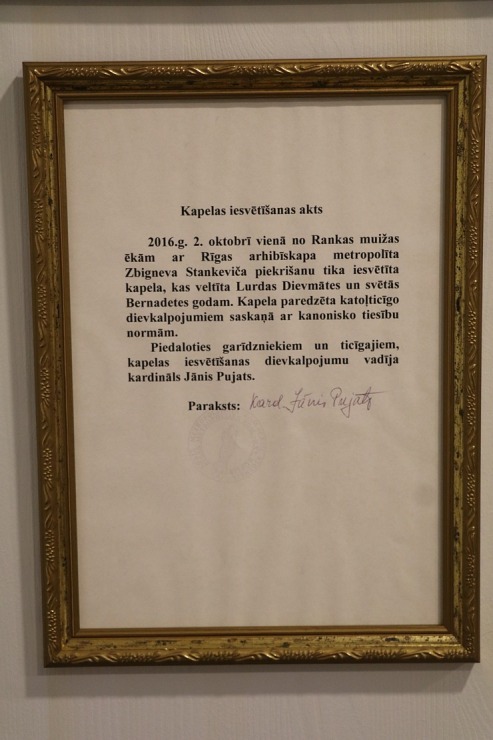 Kapelas iesvētīšanas akts
2016.g. 2. oktobrī vienā no Rankas muižas
ēkām ar Rīgas arhibīskapa metropolīta
Zbigņeva Stankeviča piekrišanu tika iesvētīta
kapela, kas veltīta Lurdas Dievmātes un svētās
Bernadetes godam. Kapela paredzēta katoļticīgo
dievkalpojumiem saskaņā ar kanonisko tiesību
normām.
Piedaloties garīdzniekiem un ticīgajiem,
kapelas iesvētīšanas dievkalpojumu vadīja
kardināls Jānis Pujats.
Paraksts: Kard. Jānis Pujats